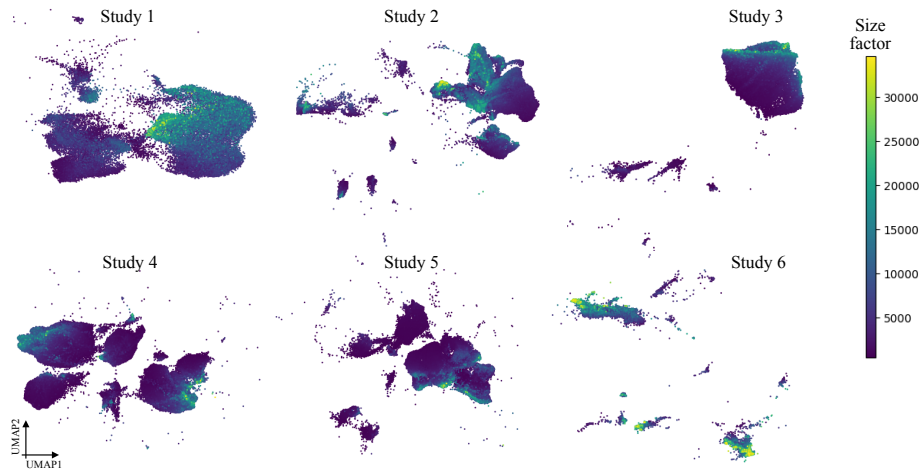 Study 1
Study 2
Study 3
Size
factor
30000
25000
20000
15000
10000
5000
Study 4
Study 5
Study 6
UMAP2
UMAP1